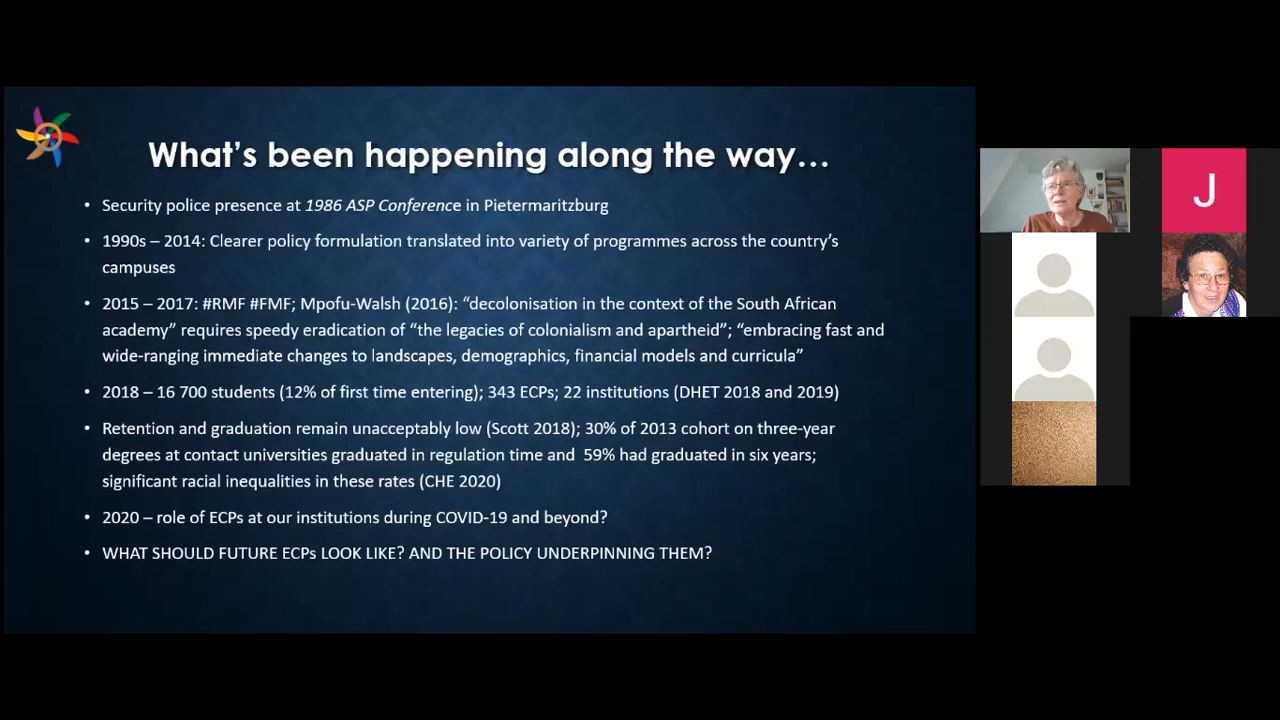 What's been happening along the way...
• Security police presence at 1986 ASP Conference in Pietermaritzburg
• 1990s – 2014: Clearer policy formulation translated into variety of programmes across the country's
campuses
• 2015 – 2017: #RMF #FMF; Mpofu-Walsh (2016): “decolonisation in the context of the South African
academy” requires speedy eradication of “the legacies of colonialism and apartheid”; “embracing fast and
wide-ranging immediate changes to landscapes, demographics, financial models and curricula”
• 2018 – 16 700 students (12% of first time entering); 343 ECPs; 22 institutions (DHET 2018 and 2019)
• Retention and graduation remain unacceptably low (Scott 2018); 30% of 2013 cohort on three-year
degrees at contact universities graduated in regulation time and  59% had graduated in six years;
significant racial inequalities in these rates (CHE 2020)
• 2020 – role of ECPs at our institutions during COVID-19 and beyond?
• WHAT SHOULD FUTURE ECPs LOOK LIKE? AND THE POLICY UNDERPINNING THEM?
J